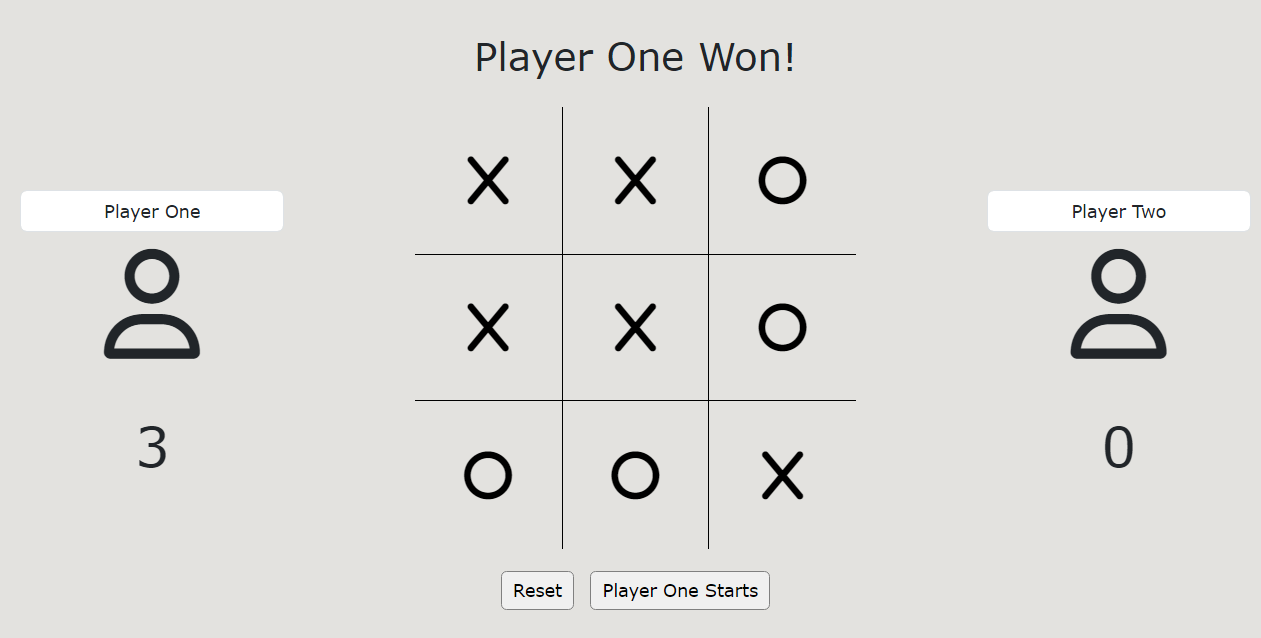 Player One Won!
X X O
Player One
Player Two
X X O
3
0
O O X
Reset
Player One Starts